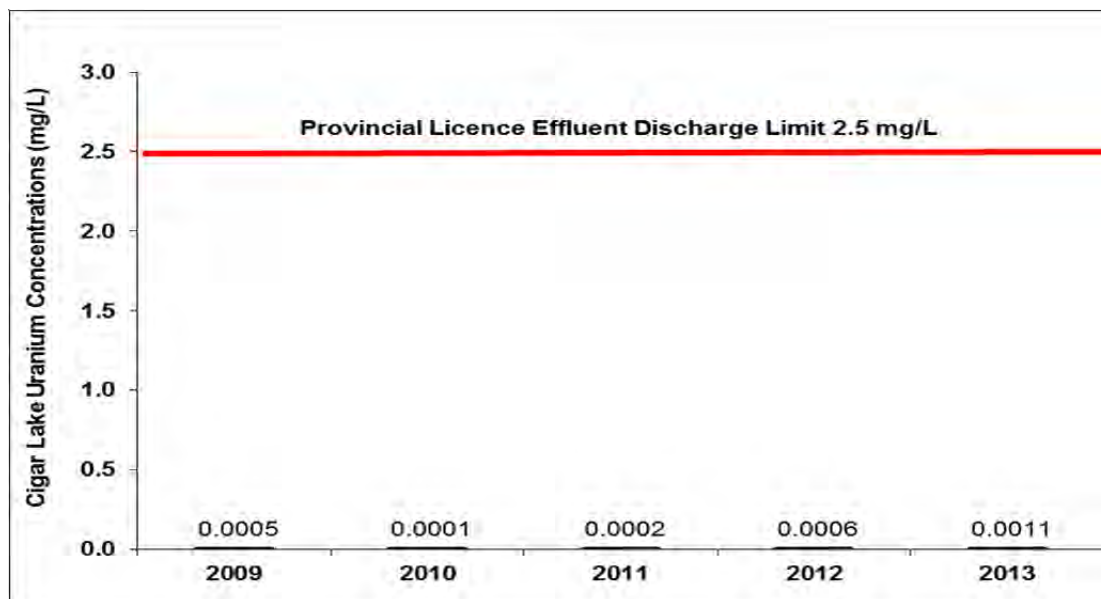 Cigar Lake Uranium Concentrations (mg/L)
3.0
Provincial Licence Effluent Discharge Limit 2.5 mg/L
2.5
2.0
1.5
1.0
0.5
0.0005 0.0001 0.0002 0.0006 0.0011
0.0
2009 2010 2011 2012 2013